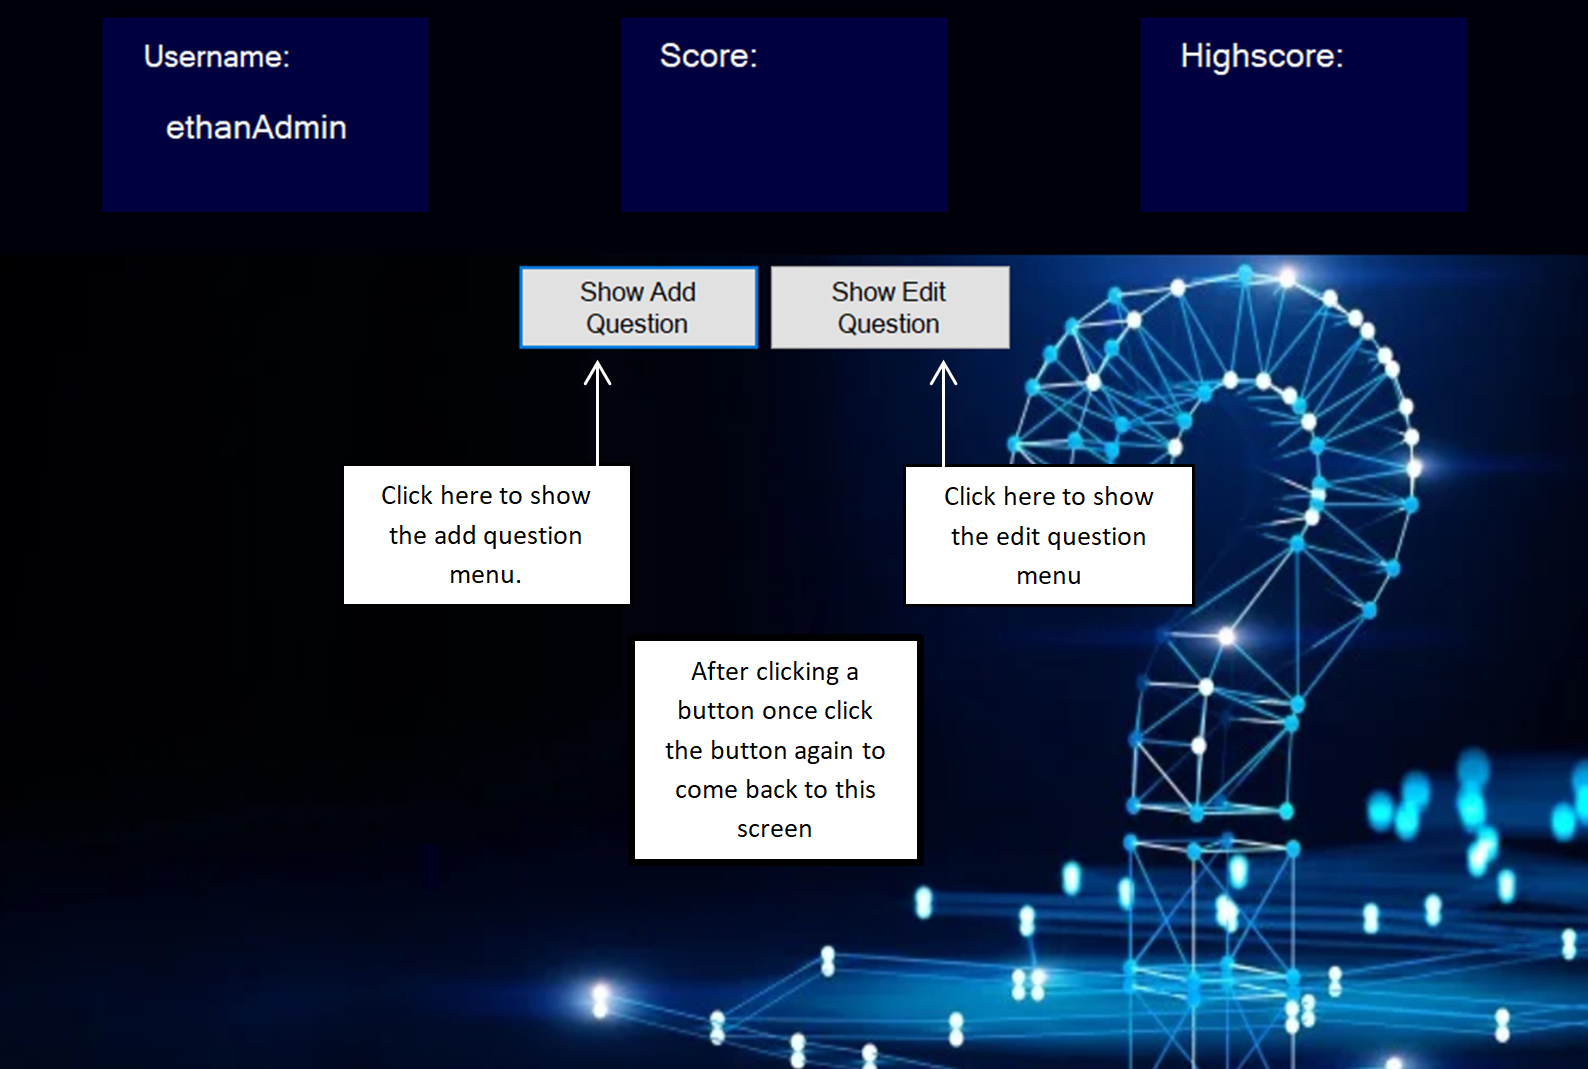 Username:
ethanAdmin
Score:
Highscore:
Show Add
Question
Show Edit
Question
Click here to show
the add question
menu.
Click here to show
the edit question
menu
After clicking a
button once click
the button again to
come back to this
screen